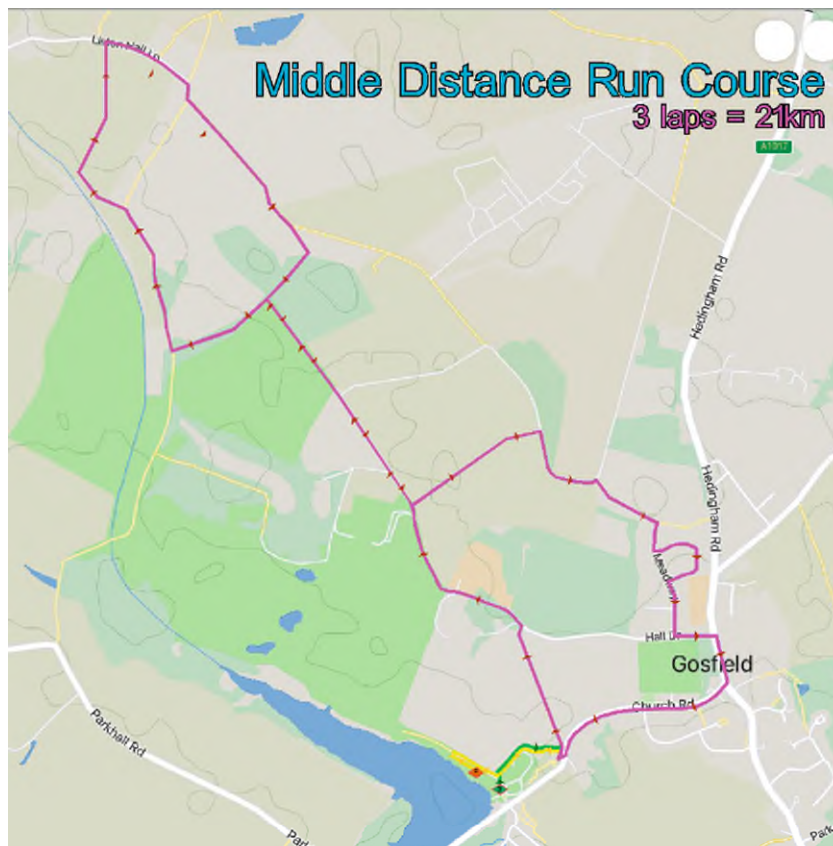 Middle Distance Run Course
3 laps = 21km
A1017
Hedingham Rd
Hedingham Rd
Meadway
Hall Ln
Gosfield
Church Rd
Parkhall Rd